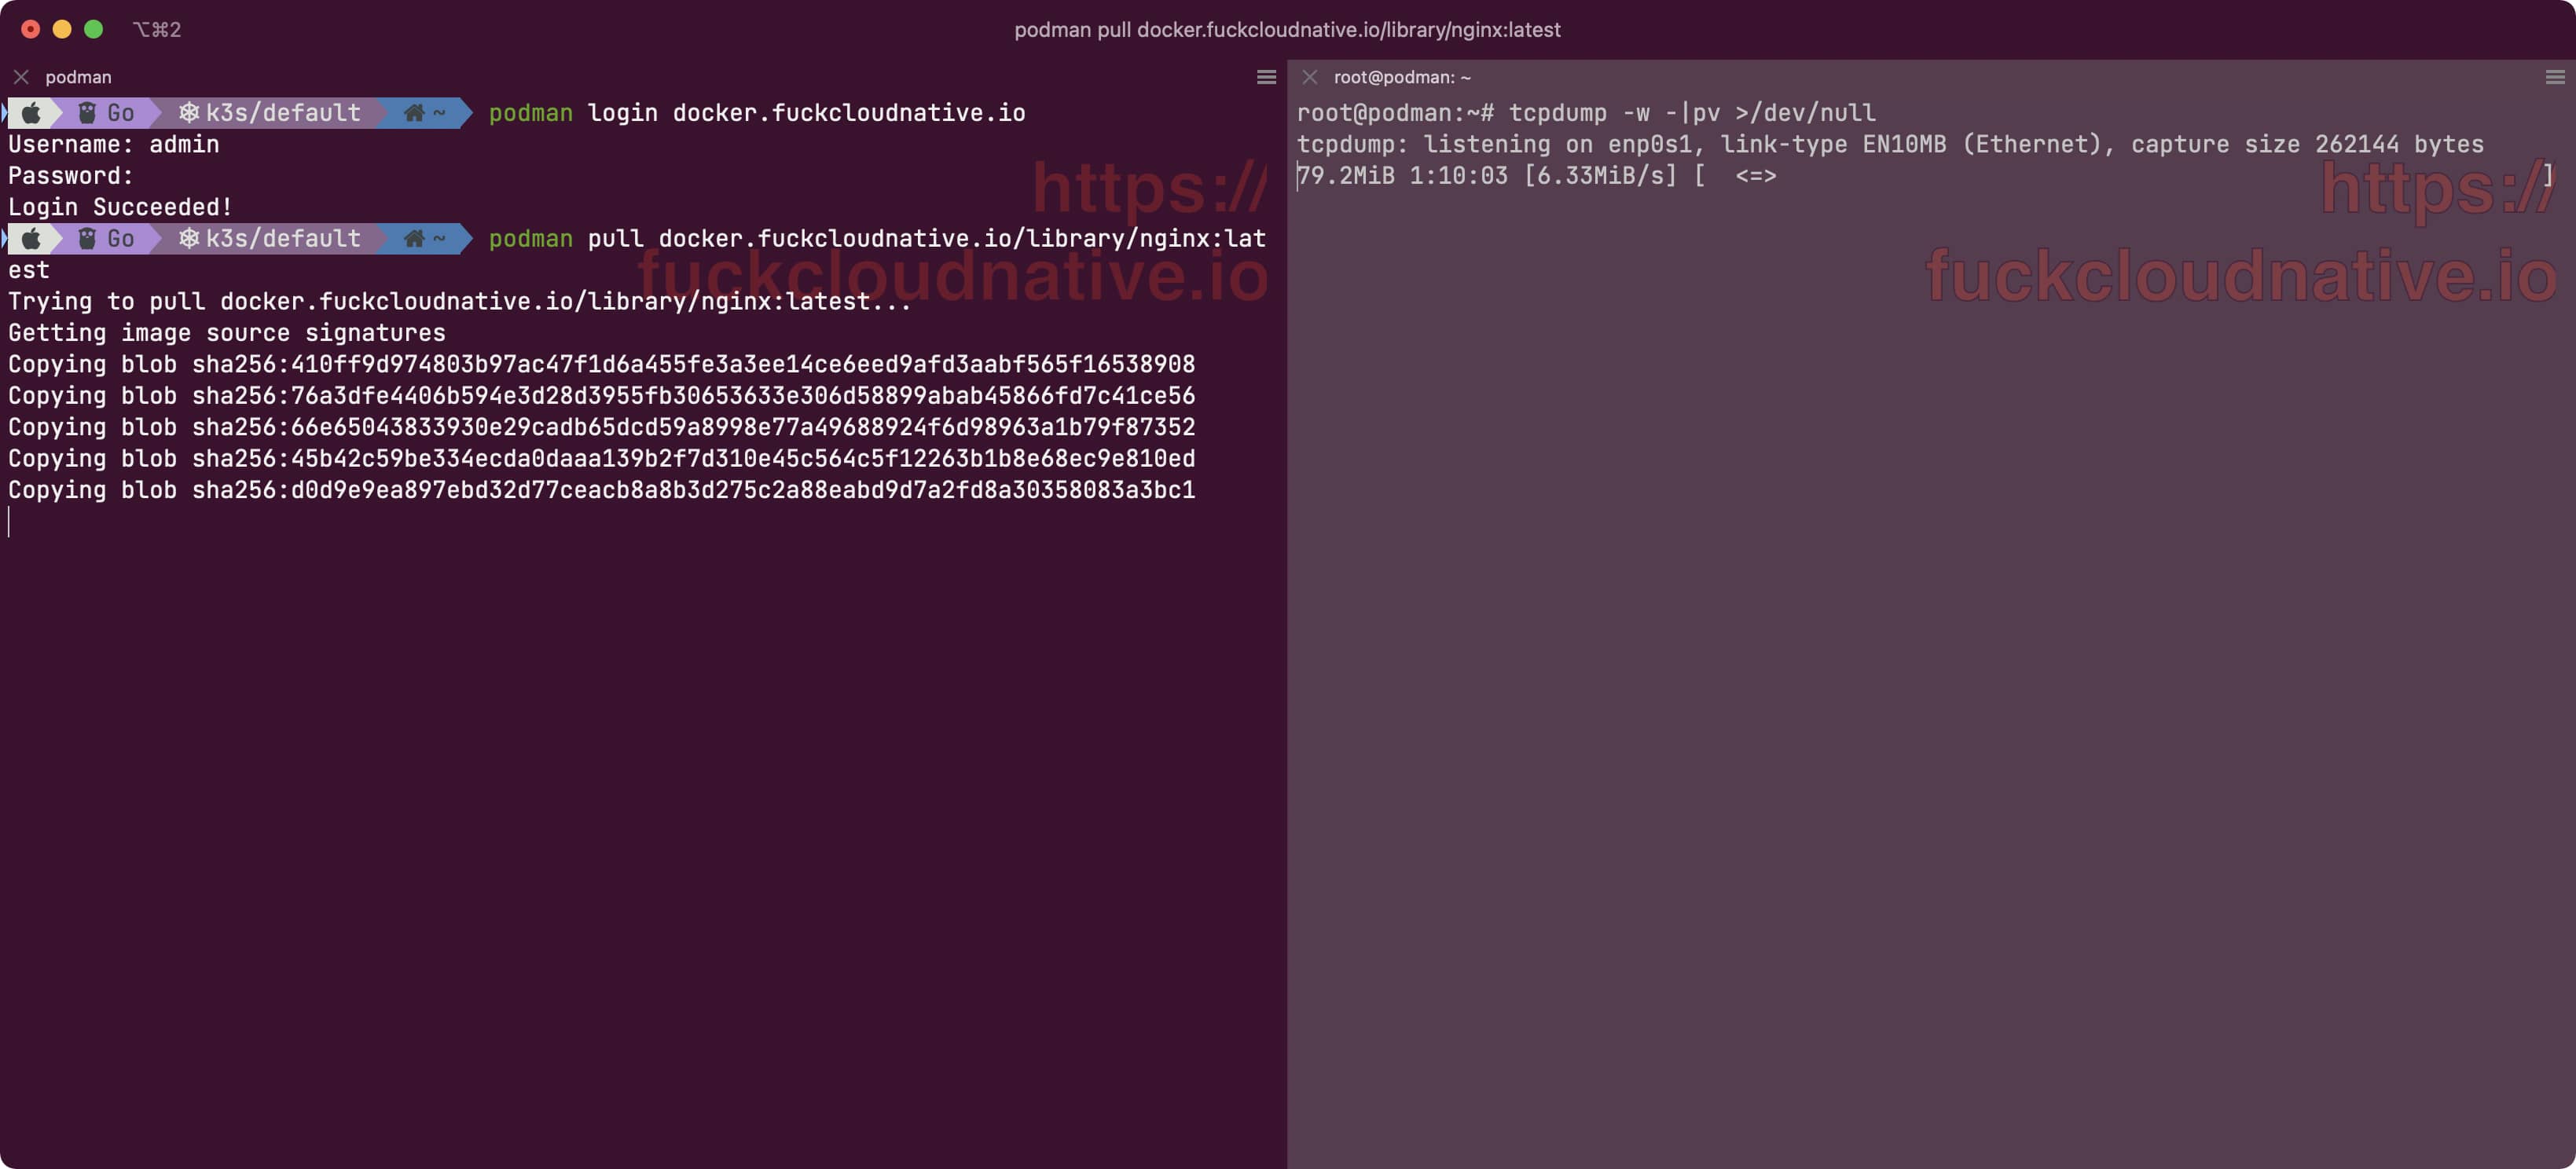 ⌥⌘2
podman pull docker.fuckcloudnative.io/library/nginx:latest
podman
Go k3s/default ~ podman login docker.fuckcloudnative.io
Username: admin
Password:
Login Succeeded!
Go k3s/default ~ podman pull docker.fuckcloudnative.io/library/nginx:lat
est
Trying to pull docker.fuckcloudnative.io/library/nginx:latest...
Getting image source signatures
Copying blob sha256:410ff9d974803b97ac47f1d6a455fe3a3ee14ce6eed9afd3aabf565f16538908
Copying blob sha256:76a3dfe4406b594e3d28d3955fb30653633e306d58899abab45866fd7c41ce56
Copying blob sha256:66e65043833930e29cadb65dcd59a8998e77a49688924f6d98963a1b79f87352
Copying blob sha256:45b42c59be334ecda0daaa139b2f7d310e45c564c5f12263b1b8e68ec9e810ed
Copying blob sha256:d0d9e9ea897ebd32d77ceacb8a8b3d275c2a88eabd9d7a2fd8a30358083a3bc1
https://
fuckcloudnative.io
root@podman: ~
root@podman:~# tcpdump -w -|pv >/dev/null
tcpdump: listening on enp0s1, link-type EN10MB (Ethernet), capture size 262144 bytes
79.2MiB 1:10:03 [6.33MiB/s] [ <=> ]
https://
fuckcloudnative.io